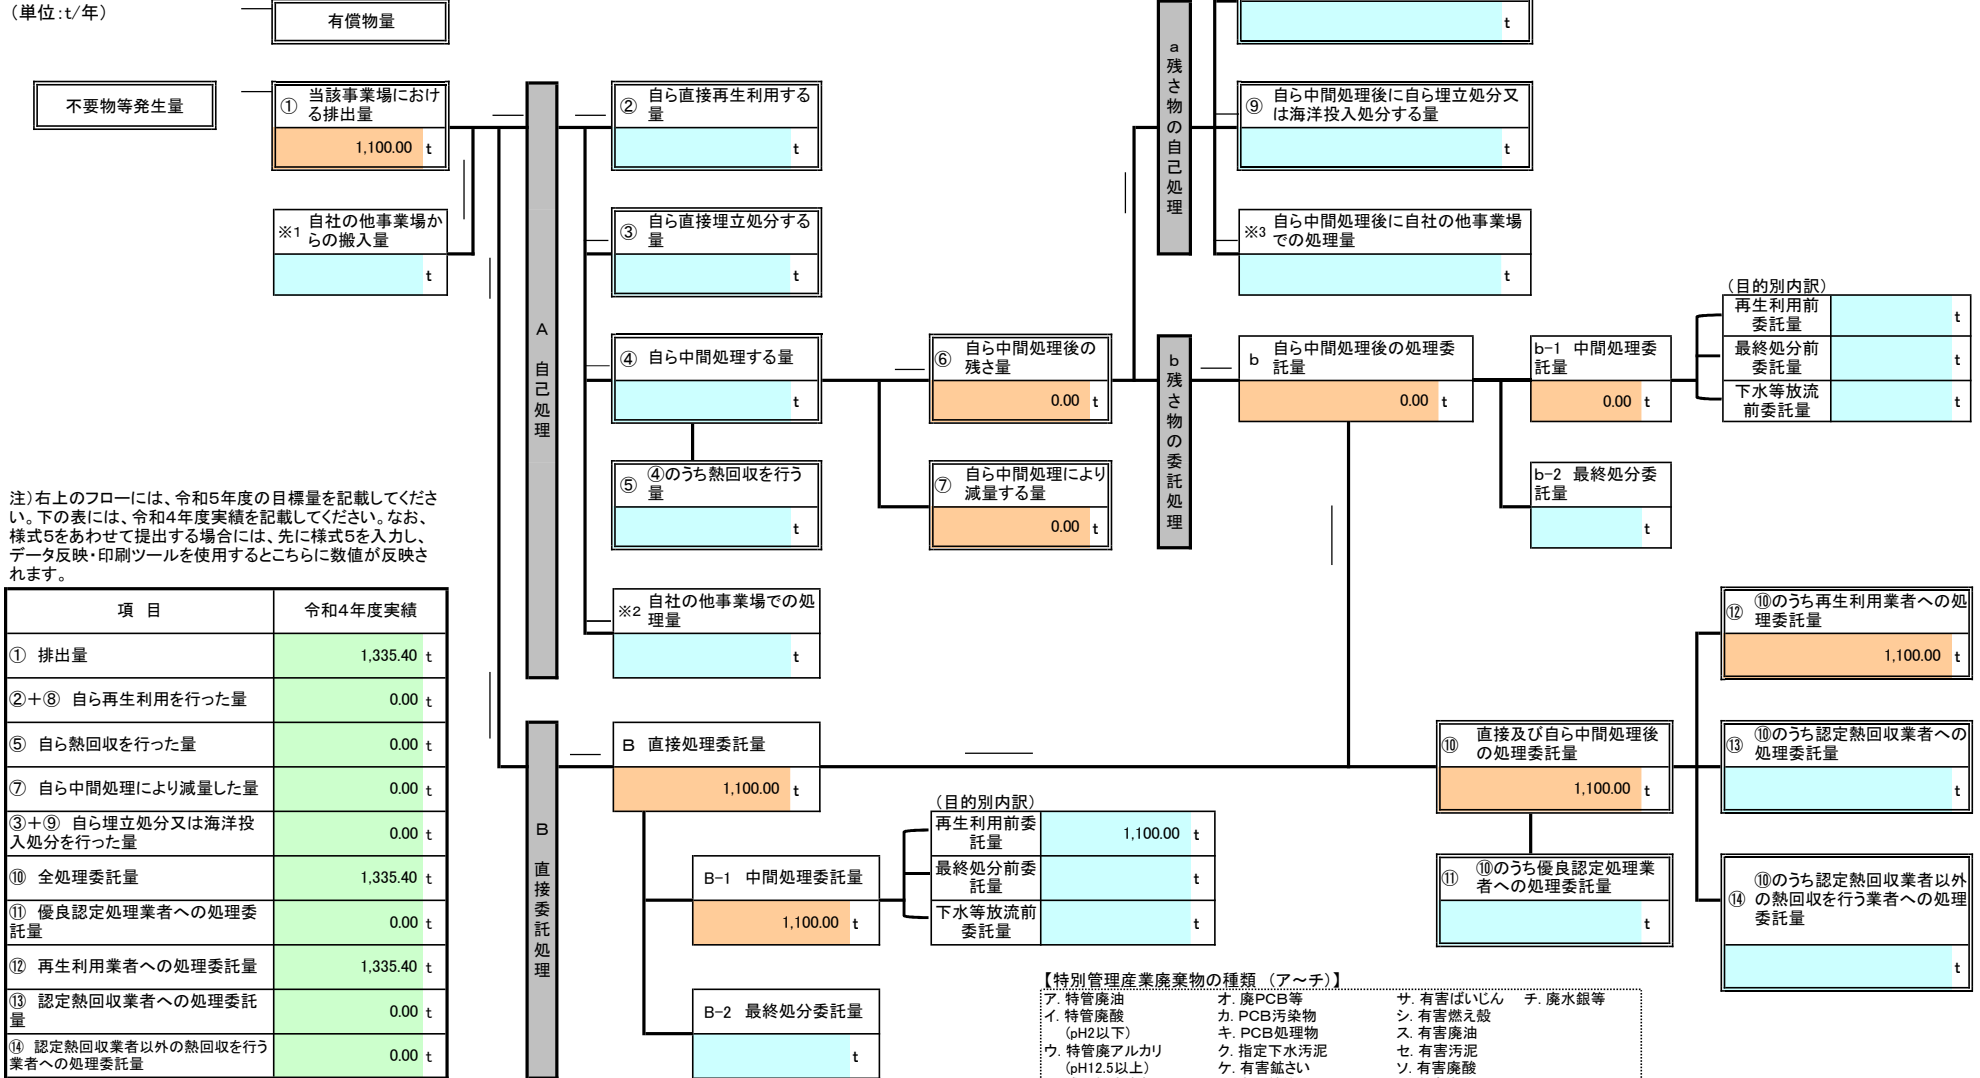 (単位:t/年)
有償物量
t
不要物等発生量
① 当該事業場におけ
る排出量
1,100.00 t
※1 自社の他事業場か
らの搬入量
t
A 自己処理
② 自ら直接再生利用する
量
t
③ 自ら直接埋立処分する
量
t
④ 自ら中間処理する量
t
⑤ ④のうち熱回収を行う
量
t
※2 自社の他事業場での処
理量
t
⑥ 自ら中間処理後の
残さ量
0.00 t
⑦ 自ら中間処理により
減量する量
0.00 t
a残さ物の自己処理
⑨ 自ら中間処理後に自ら埋立処分又
は海洋投入処分する量
t
※3 自ら中間処理後に自社の他事業場
での処理量
t
b残さ物の委託処理
b 自ら中間処理後の処理委
託量
0.00 t
b-1 中間処理委
託量
0.00 t
(目的別内訳)
再生利用前
委託量
t
最終処分前
委託量
t
下水等放流
前委託量
t
b-2 最終処分委
託量
t
注)右上のフローには、令和5年度の目標量を記載してくださ
い。下の表には、令和4年度実績を記載してください。なお、
様式5をあわせて提出する場合には、先に様式5を入力し、
データ反映・印刷ツールを使用するとこちらに数値が反映さ
れます。
項 目 令和4年度実績
① 排出量 1,335.40 t
②+⑧ 自ら再生利用を行った量 0.00 t
⑤ 自ら熱回収を行った量 0.00 t
⑦ 自ら中間処理により減量した量 0.00 t
③+⑨ 自ら埋立処分又は海洋投
入処分を行った量 0.00 t
⑩ 全処理委託量 1,335.40 t
⑪ 優良認定処理業者への処理委
託量 0.00 t
⑫ 再生利用業者への処理委託量 1,335.40 t
⑬ 認定熱回収業者への処理委託
量 0.00 t
⑭ 認定熱回収業者以外の熱回収を行う
業者への処理委託量 0.00 t
B 直接委託処理
B 直接処理委託量
1,100.00 t
B-1 中間処理委託量
1,100.00 t
(目的別内訳)
再生利用前委
託量
1,100.00 t
最終処分前委
託量
t
下水等放流前
委託量
t
B-2 最終処分委託量
t
⑩ 直接及び自ら中間処理後
の処理委託量
1,100.00 t
⑪ ⑩のうち優良認定処理業
者への処理委託量
t
⑫ ⑩のうち再生利用業者への処
理委託量
1,100.00 t
⑬ ⑩のうち認定熱回収業者への
処理委託量
t
⑭ ⑩のうち認定熱回収業者以外
の熱回収を行う業者への処理
委託量
t
【特別管理産業廃棄物の種類 (ア~チ)】
ア. 特管廃油 オ. 廃PCB等 サ. 有害ばいじん チ. 廃水銀等
イ. 特管廃酸 カ. PCB汚染物 シ. 有害燃え殻
(pH2以下) キ. PCB処理物 ス. 有害廃油
ウ. 特管廃アルカリ ク. 指定下水汚泥 セ. 有害汚泥
(pH12.5以上) ケ. 有害鉱さい ソ. 有害廃酸